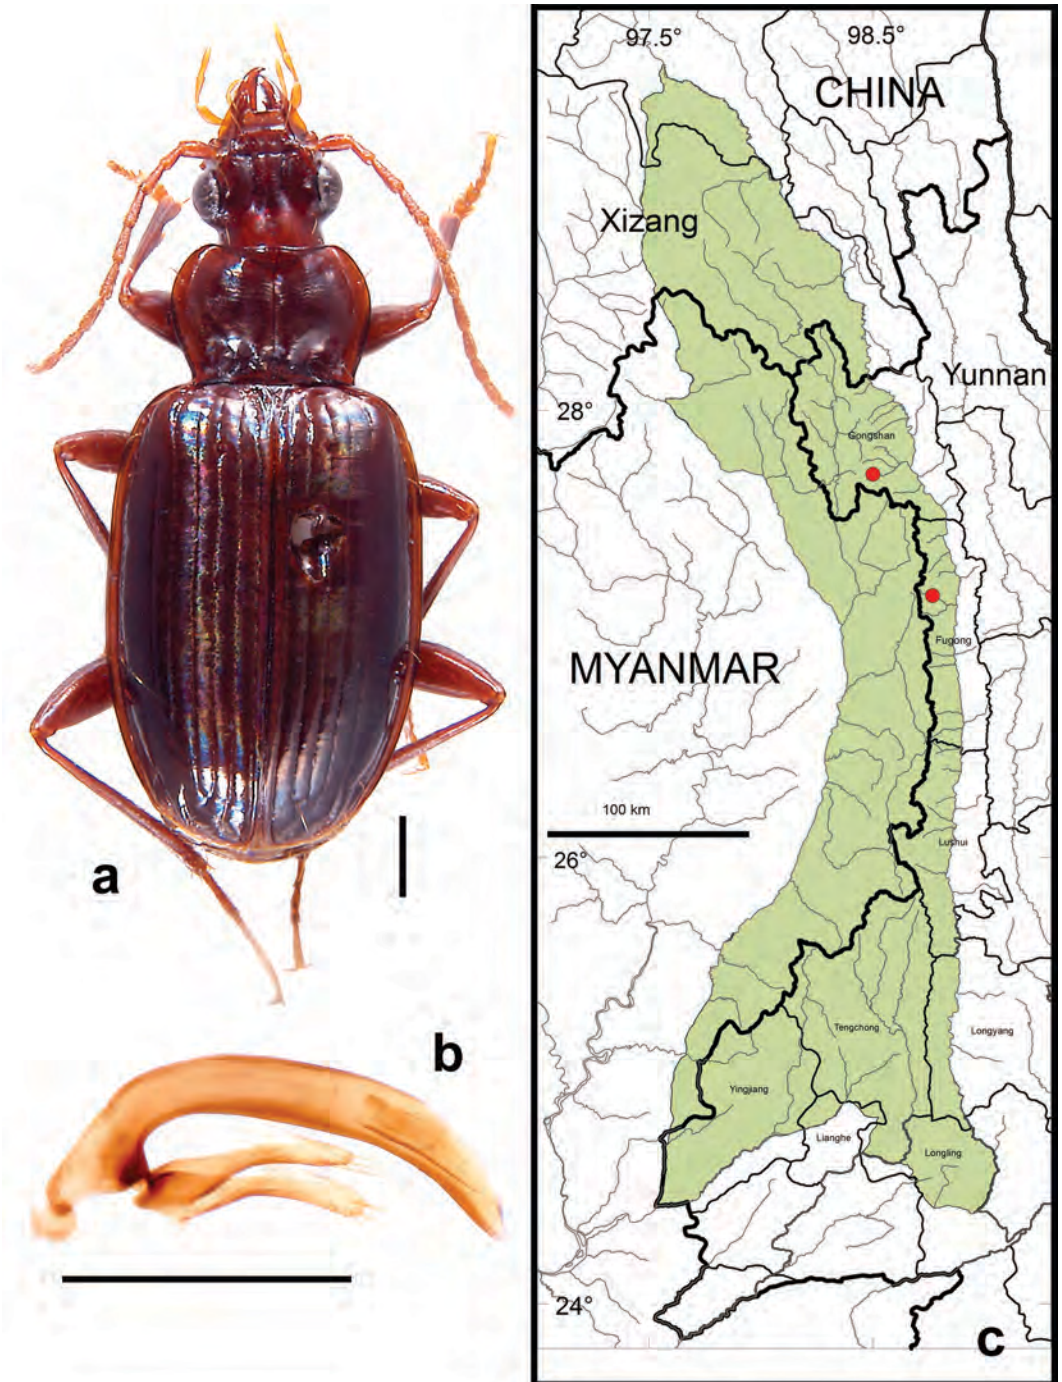 97.5°
98.5°
CHINA
Xizang
Yunnan
28°
Gongshan
Fugong
MYANMAR
100 km
26°
Lushui
a
b
Tengchong
Longyang
Yingjiang
Lianghe
Longling
24°
c